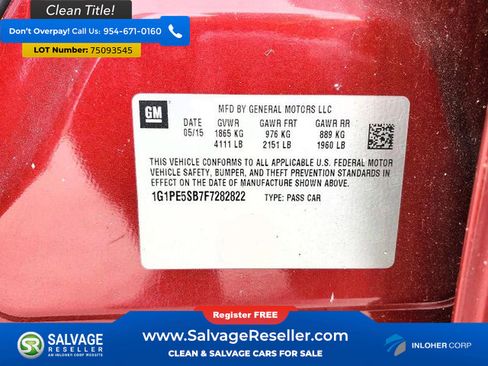 Clean Title!
Don't Overpay! Call Us: 954-671-0160
LOT Number: 75093545
GM
MFD BY GENERAL MOTORS LLC
DATE GVWR GAWR FRT GAWR RR
05/15 1865 KG 976 KG 889 KG
4111 LB 2151 LB 1960 LB
THIS VEHICLE CONFORMS TO ALL APPLICABLE U.S. FEDERAL MOTOR
VEHICLE SAFETY, BUMPER, AND THEFT PREVENTION STANDARDS
IN EFFECT ON THE DATE OF MANUFACTURE SHOWN ABOVE.
1G1PE5SB7F7282822 TYPE: PASS CAR
Register FREE
SALVAGE
RESELLER
AN INLOHER CORP WEBSITE
www.SalvageReseller.com
CLEAN & SALVAGE CARS FOR SALE
INLOHER CORP